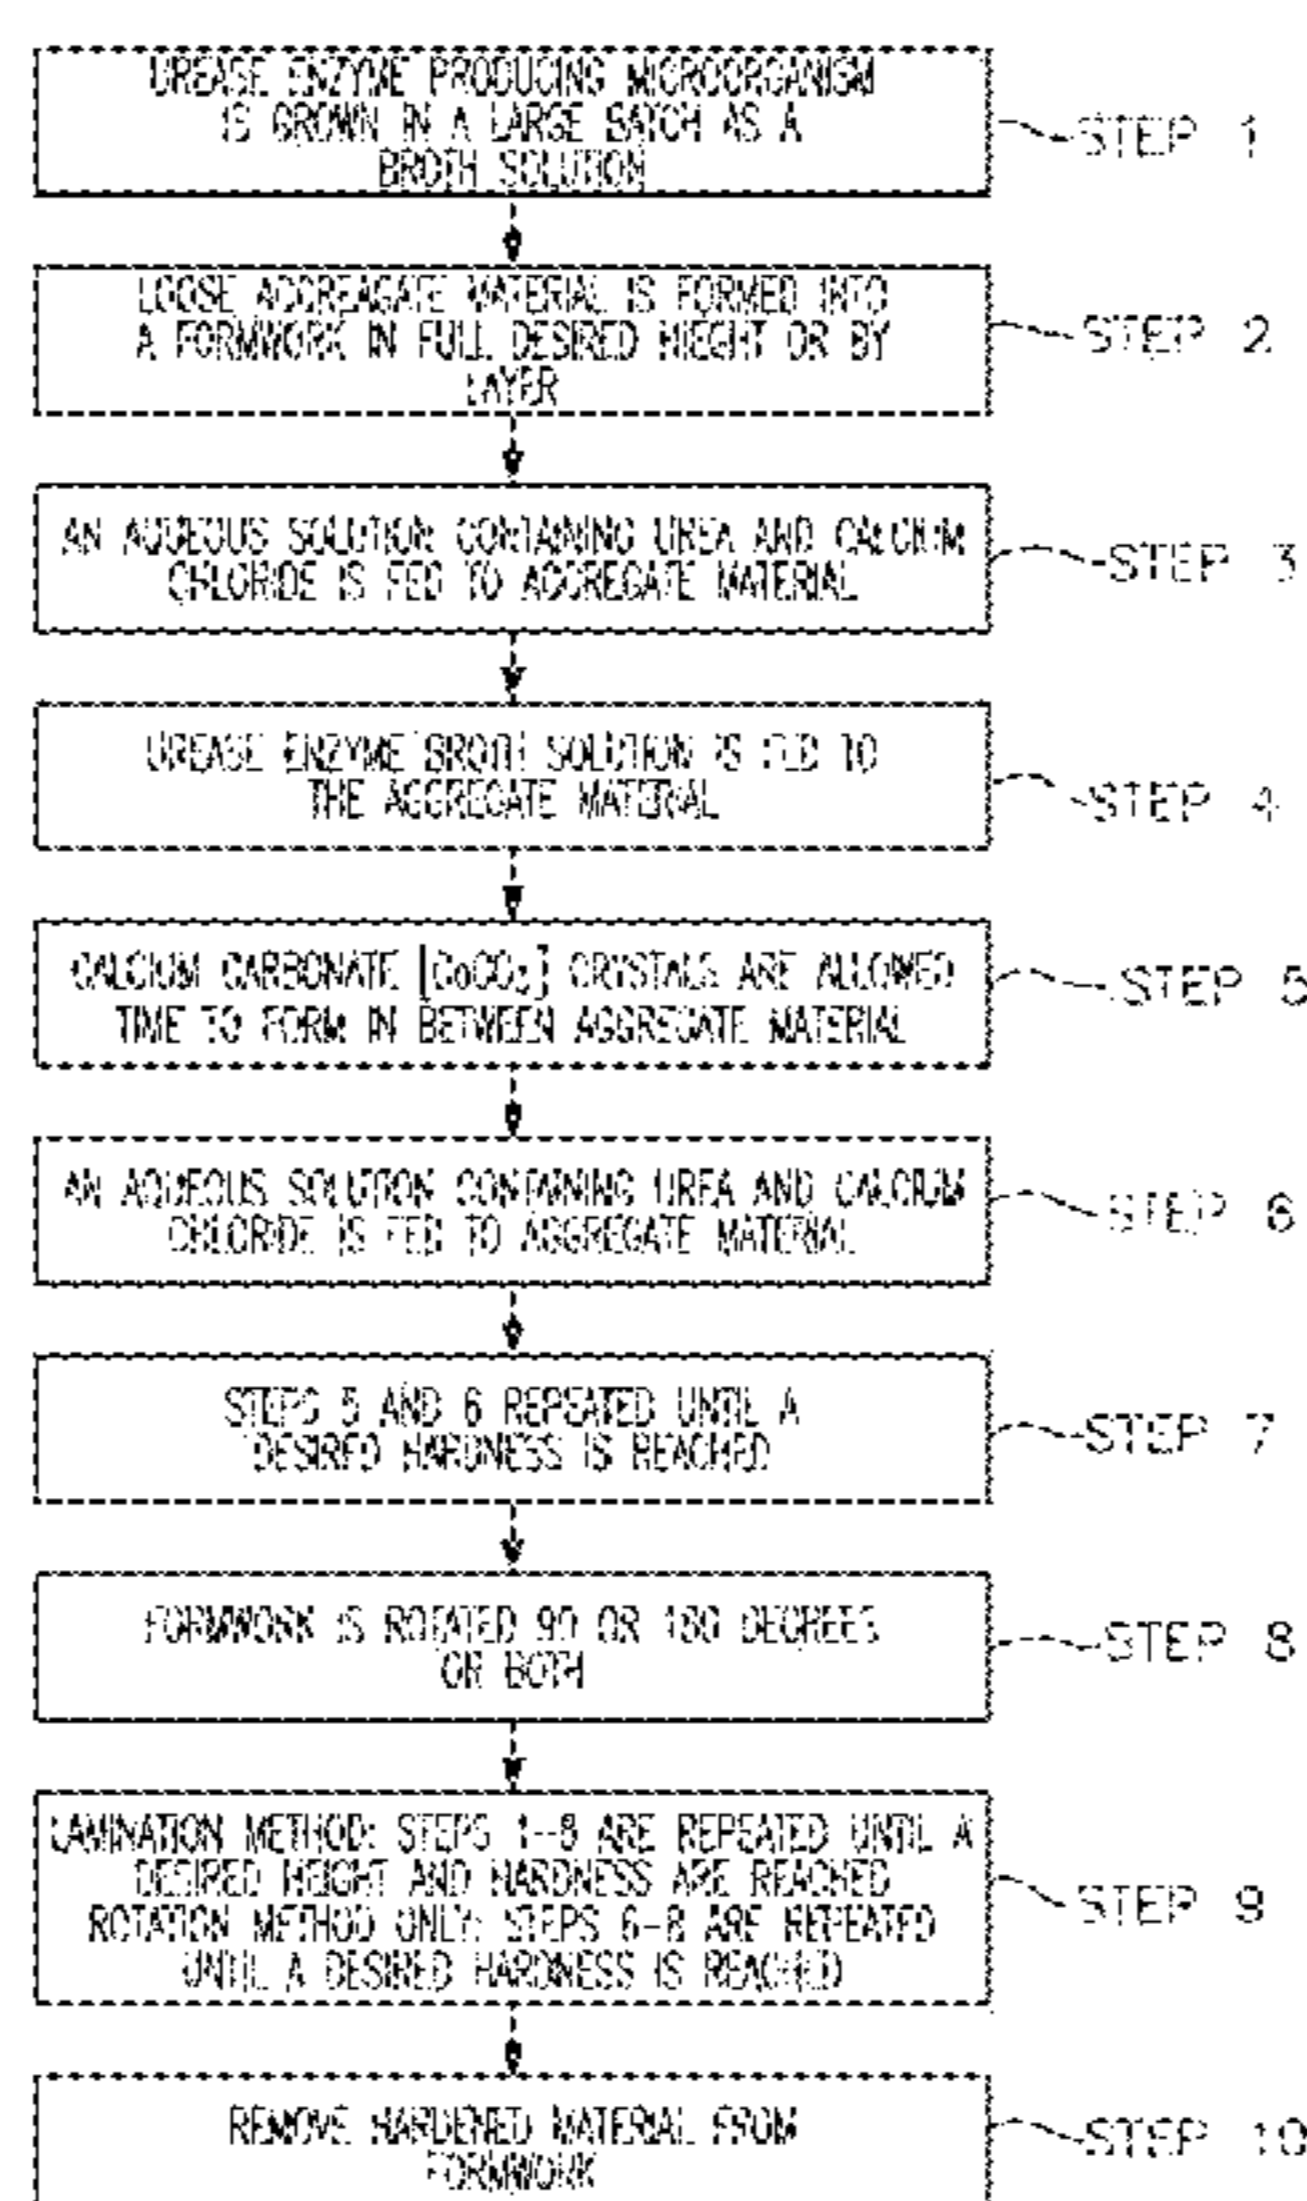 UREASE ENZYME PRODUCING MICROORGANISM
IS GROWN IN A LARGE BATCH AS A
BROTH SOLUTION
STEP 1
LOOSE AGGREAGATE MATERIAL IS FORMED INTO
A FORMWORK IN FULL DESIRED HIEGHT OR BY
LAYER
STEP 2
AN AQUEOUS SOLUTION CONTAINING UREA AND CALCIUM
CHLORIDE IS FED TO AGGREGATE MATERIAL
STEP 3
UREASE ENZYME BROTH SOLUTION IS FED TO
THE AGGREGATE MATERIAL
STEP 4
CALCIUM CARBONATE [CaCO₃] CRYSTALS ARE ALLOWED
TIME TO FORM IN BETWEEN AGGREGATE MATERIAL
STEP 5
AN AQUEOUS SOLUTION CONTAINING UREA AND CALCIUM
CHLORIDE IS FED TO AGGREGATE MATERIAL
STEP 6
STEPS 5 AND 6 REPEATED UNTIL A
DESIRED HARDNESS IS REACHED
STEP 7
FORMWORK IS ROTATED 90 OR 180 DEGREES
OR BOTH
STEP 8
LAMINATION METHOD: STEPS 1-8 ARE REPEATED UNTIL A
DESIRED HEIGHT AND HARDNESS ARE REACHED
ROTATION METHOD ONLY: STEPS 6-8 ARE REPEATED
UNTIL A DESIRED HARDNESS IS REACHED
STEP 9
REMOVE HARDENED MATERIAL FROM
FORMWORK
STEP 10